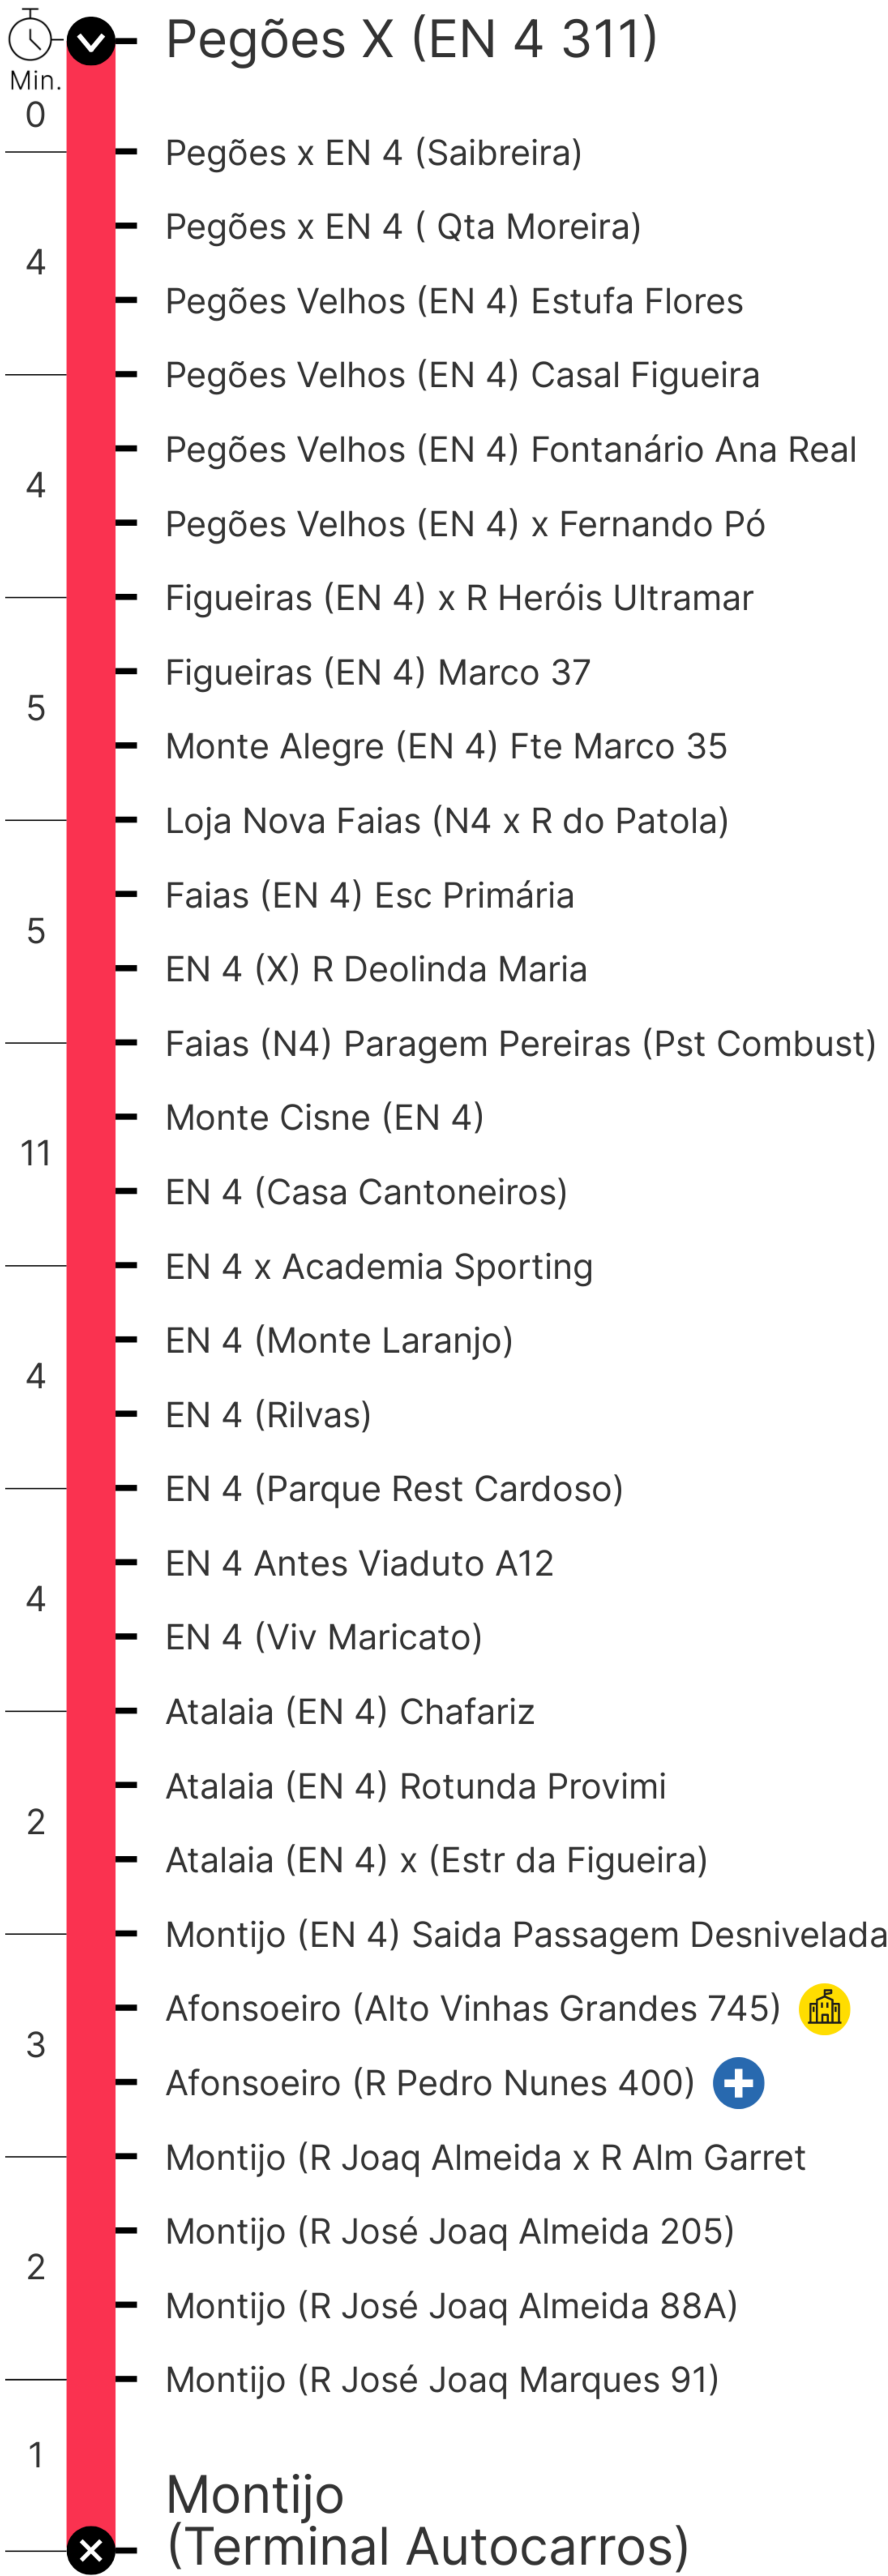 Pegões X (EN 4 311)
Min.
0
Pegões x EN 4 (Saibreira)
Pegões x EN 4 ( Qta Moreira)
4
Pegões Velhos (EN 4) Estufa Flores
Pegões Velhos (EN 4) Casal Figueira
Pegões Velhos (EN 4) Fontanário Ana Real
4
Pegões Velhos (EN 4) x Fernando Pó
Figueiras (EN 4) x R Heróis Ultramar
Figueiras (EN 4) Marco 37
5
Monte Alegre (EN 4) Fte Marco 35
Loja Nova Faias (N4 x R do Patola)
Faias (EN 4) Esc Primária
5
EN 4 (X) R Deolinda Maria
Faias (N4) Paragem Pereiras (Pst Combust)
Monte Cisne (EN 4)
11
EN 4 (Casa Cantoneiros)
EN 4 x Academia Sporting
EN 4 (Monte Laranjo)
4
EN 4 (Rilvas)
EN 4 (Parque Rest Cardoso)
EN 4 Antes Viaduto A12
4
EN 4 (Viv Maricato)
Atalaia (EN 4) Chafariz
Atalaia (EN 4) Rotunda Provimi
2
Atalaia (EN 4) x (Estr da Figueira)
Montijo (EN 4) Saida Passagem Desnivelada
Afonsoeiro (Alto Vinhas Grandes 745)
3
Afonsoeiro (R Pedro Nunes 400)
Montijo (R Joaq Almeida x R Alm Garret
Montijo (R José Joaq Almeida 205)
2
Montijo (R José Joaq Almeida 88A)
Montijo (R José Joaq Marques 91)
1
Montijo
(Terminal Autocarros)